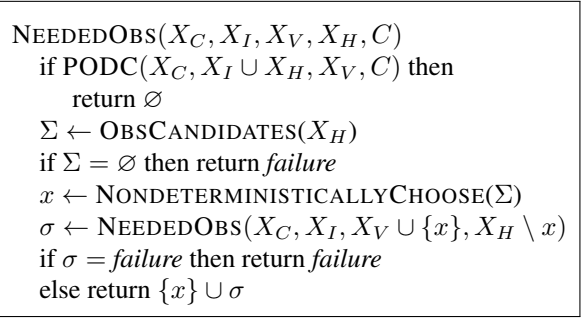 NEEDEDOBS(X_C, X_I, X_V, X_H, C)
if PODC(X_C, X_I ∪ X_H, X_V, C) then
return ∅
Σ ← OBSCANDIDATES(X_H)
if Σ = ∅ then return failure
x ← NONDETERMINISTICALLYCHOOSE(Σ)
σ ← NEEDEDOBS(X_C, X_I, X_V ∪ {x}, X_H \ x)
if σ = failure then return failure
else return {x} ∪ σ